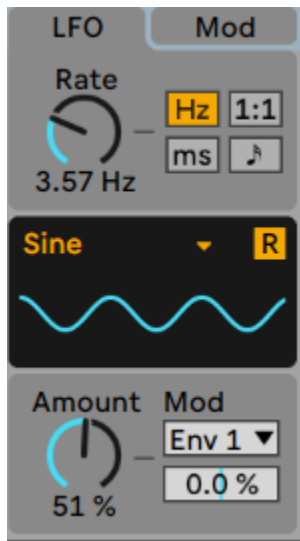 LFO Mod
Rate
Hz 1:1
ms
3.57 Hz
Sine R
Amount Mod
Env 1
51 % 0.0 %